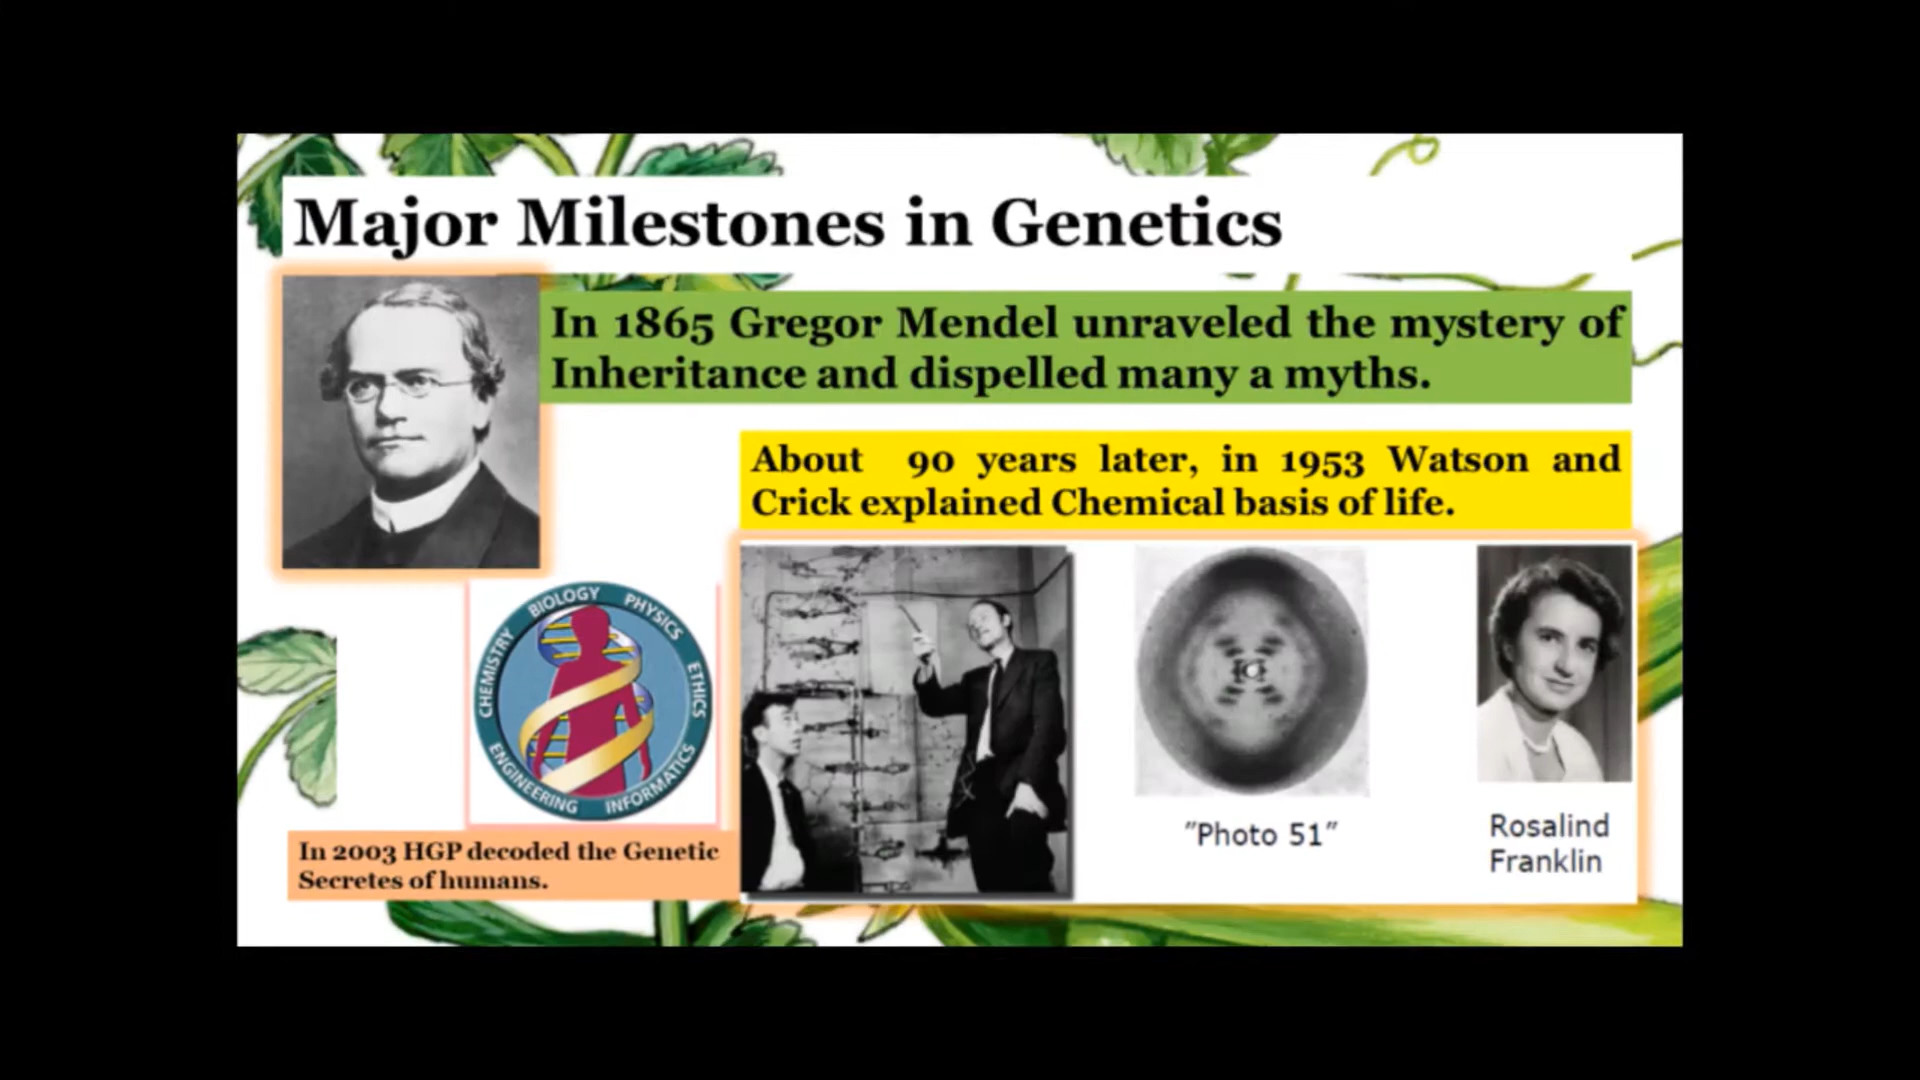 Major Milestones in Genetics
In 1865 Gregor Mendel unraveled the mystery of
Inheritance and dispelled many a myths.
About 90 years later, in 1953 Watson and
Crick explained Chemical basis of life.
CHEMISTRY BIOLOGY PHYSICS ETHICS
ENGINEERING INFORMATICS
"Photo 51"
Rosalind
Franklin
In 2003 HGP decoded the Genetic
Secretes of humans.